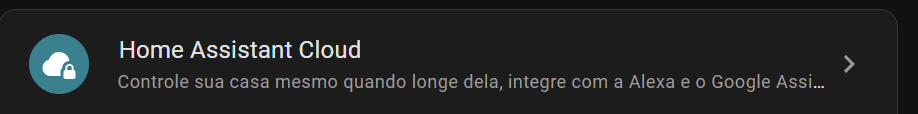 Home Assistant Cloud
Controle sua casa mesmo quando longe dela, integre com a Alexa e o Google Assi...